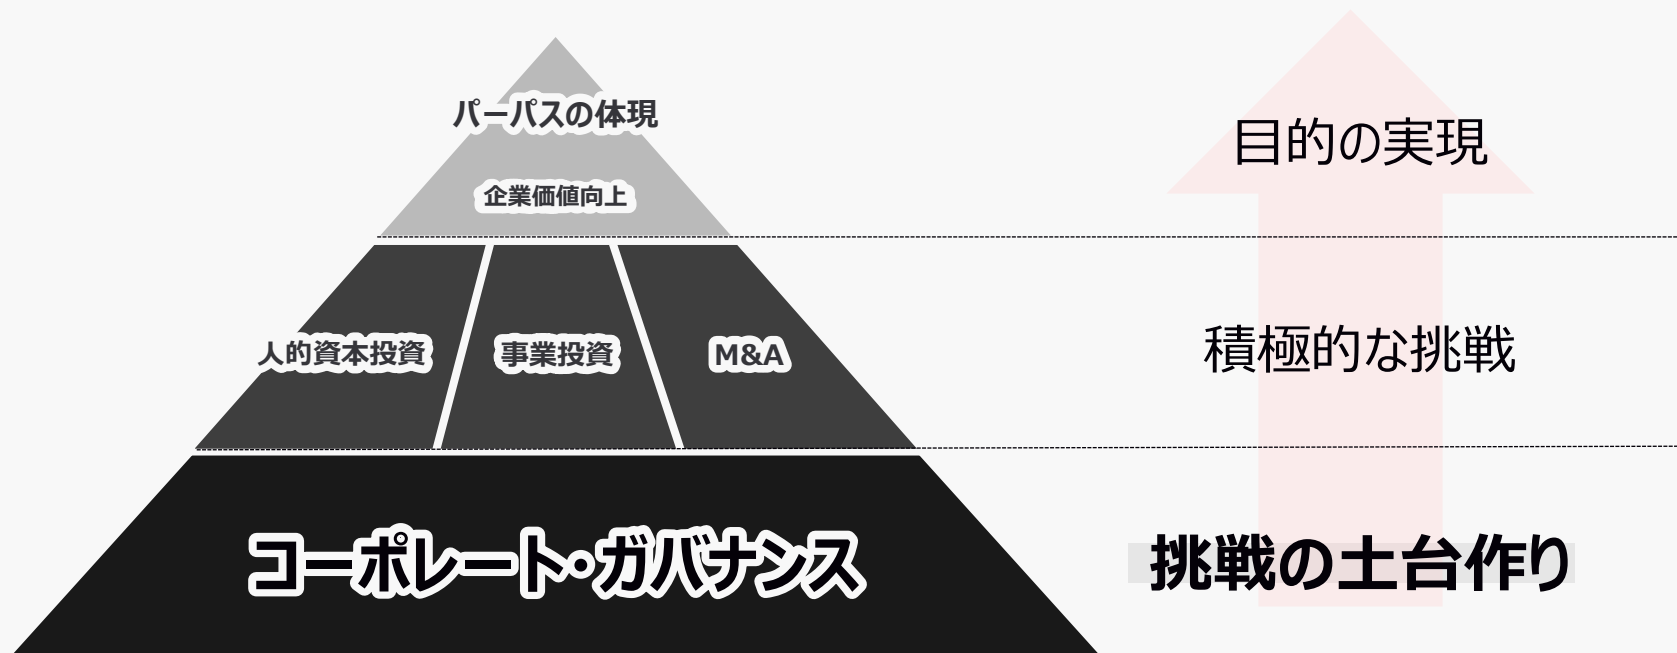 パーパスの体現
企業価値向上
目的の実現
人的資本投資
事業投資
M&A
積極的な挑戦
コーポレート・ガバナンス
挑戦の土台作り